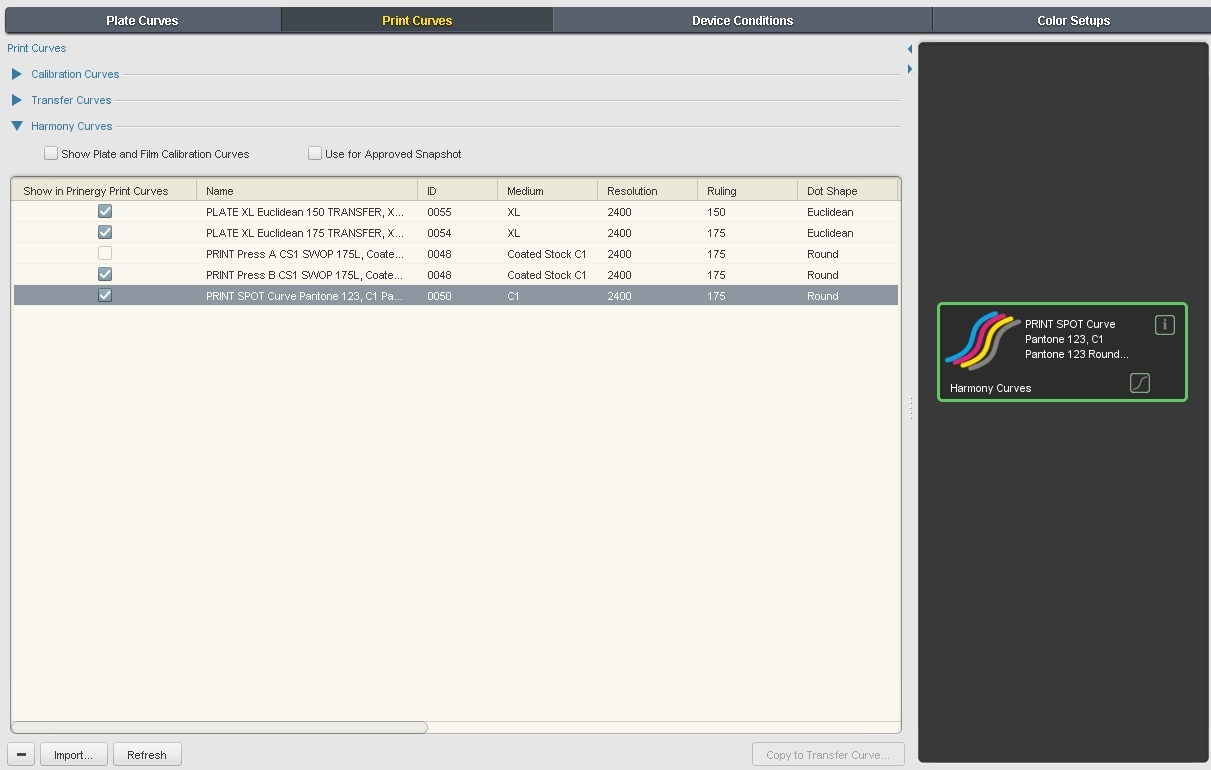 Plate Curves Print Curves Device Conditions Color Setups
Print Curves
Calibration Curves
Transfer Curves
Harmony Curves
Show Plate and Film Calibration Curves Use for Approved Snapshot
Show in Prinergy Print Curves Name ID Medium Resolution Ruling Dot Shape
PLATE XL Euclidean 150 TRANSFER, X... 0055 XL 2400 150 Euclidean
PLATE XL Euclidean 175 TRANSFER, X... 0054 XL 2400 175 Euclidean
PRINT Press A CS1 SWOP 175L, Coate... 0048 Coated Stock C1 2400 175 Round
PRINT Press B CS1 SWOP 175L, Coate... 0048 Coated Stock C1 2400 175 Round
PRINT SPOT Curve Pantone 123, C1 Pa... 0050 C1 2400 175 Round
PRINT SPOT Curve
Pantone 123, C1
Pantone 123 Round...
i
Harmony Curves
Import... Refresh Copy to Transfer Curve...